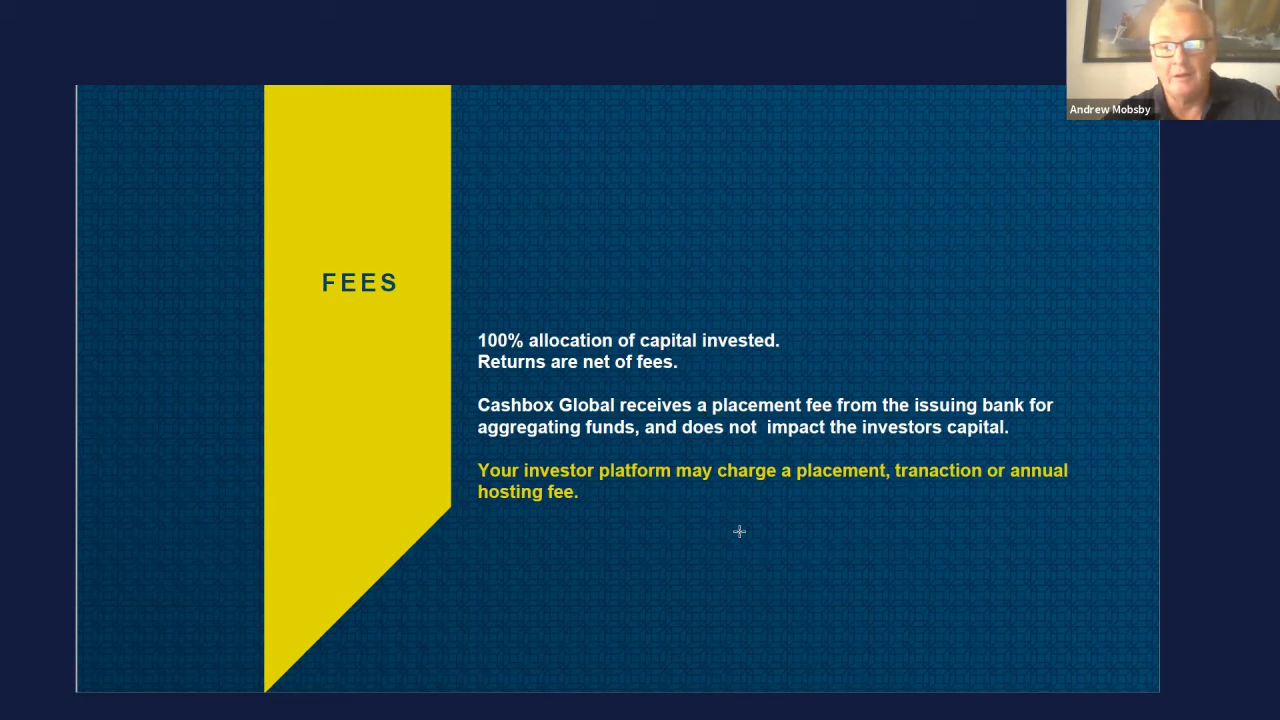 Andrew Mobsby
FEES
100% allocation of capital invested.
Returns are net of fees.
Cashbox Global receives a placement fee from the issuing bank for
aggregating funds, and does not  impact the investors capital.
Your investor platform may charge a placement, tranaction or annual
hosting fee.